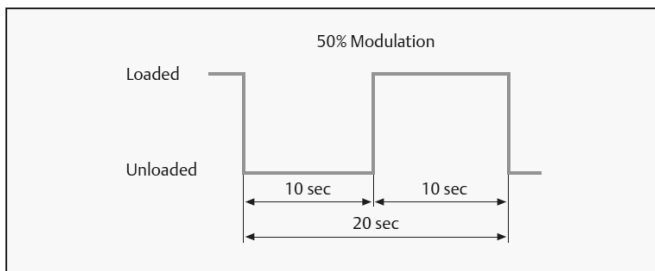 50% Modulation
Loaded
Unloaded
10 sec 10 sec
20 sec